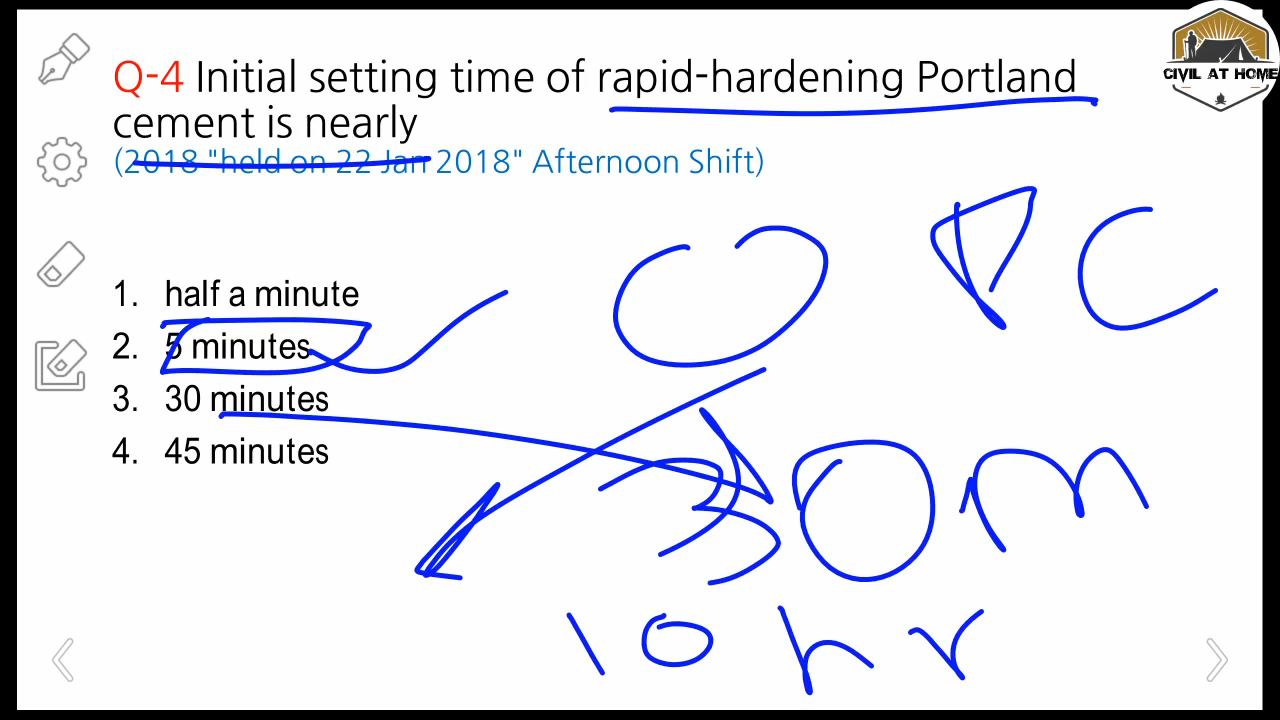 CIVIL AT HOME
Q-4 Initial setting time of rapid-hardening Portland
cement is nearly
(2018 "held on 22 Jan 2018" Afternoon Shift)
O P C
1. half a minute
2. 5 minutes
3. 30 minutes
4. 45 minutes
30m
10 hr